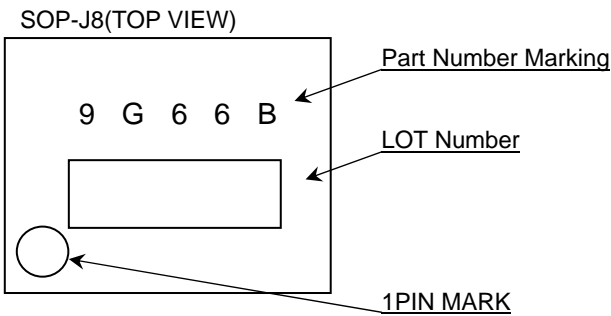 SOP-J8(TOP VIEW)
Part Number Marking
9 G 6 6 B
LOT Number
1PIN MARK